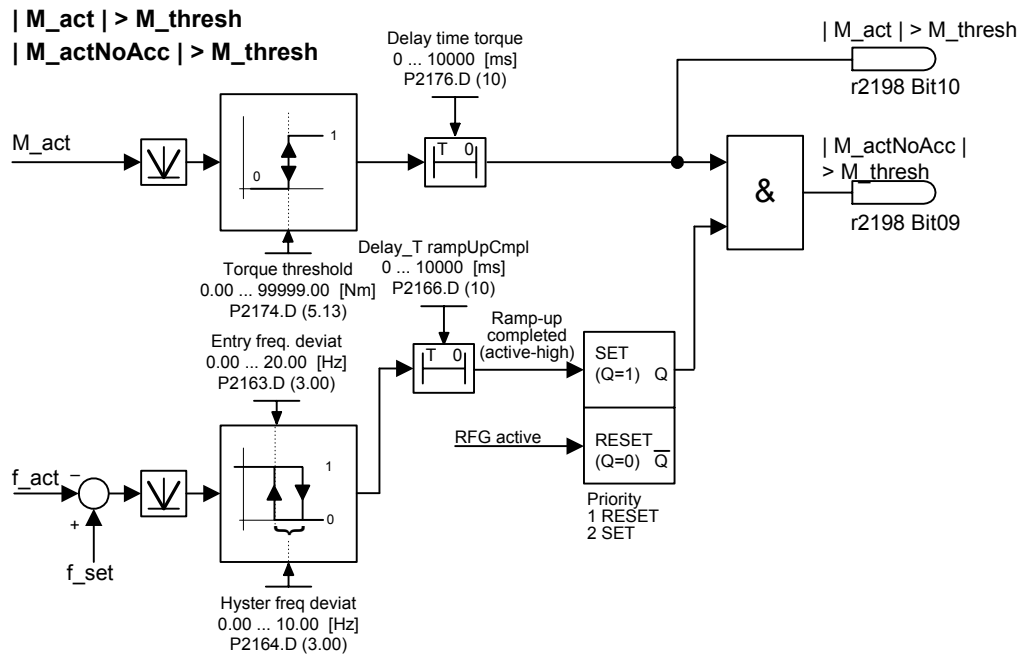 | M_act | > M_thresh
| M_actNoAcc | > M_thresh
Delay time torque
0 ... 10000 [ms]
P2176.D (10)
| M_act | > M_thresh
r2198 Bit10
M_act
1
0
T 0
&
| M_actNoAcc |
> M_thresh
r2198 Bit09
Torque threshold
0.00 ... 99999.00 [Nm]
P2174.D (5.13)
Delay_T rampUpCmpl
0 ... 10000 [ms]
P2166.D (10)
Entry freq. deviat
0.00 ... 20.00 [Hz]
P2163.D (3.00)
T 0
Ramp-up
completed
(active-high)
SET
(Q=1) Q
RFG active
RESET
(Q=0) Q̅
Priority
1 RESET
2 SET
f_act
−
+
f_set
1
0
Hyster freq deviat
0.00 ... 10.00 [Hz]
P2164.D (3.00)